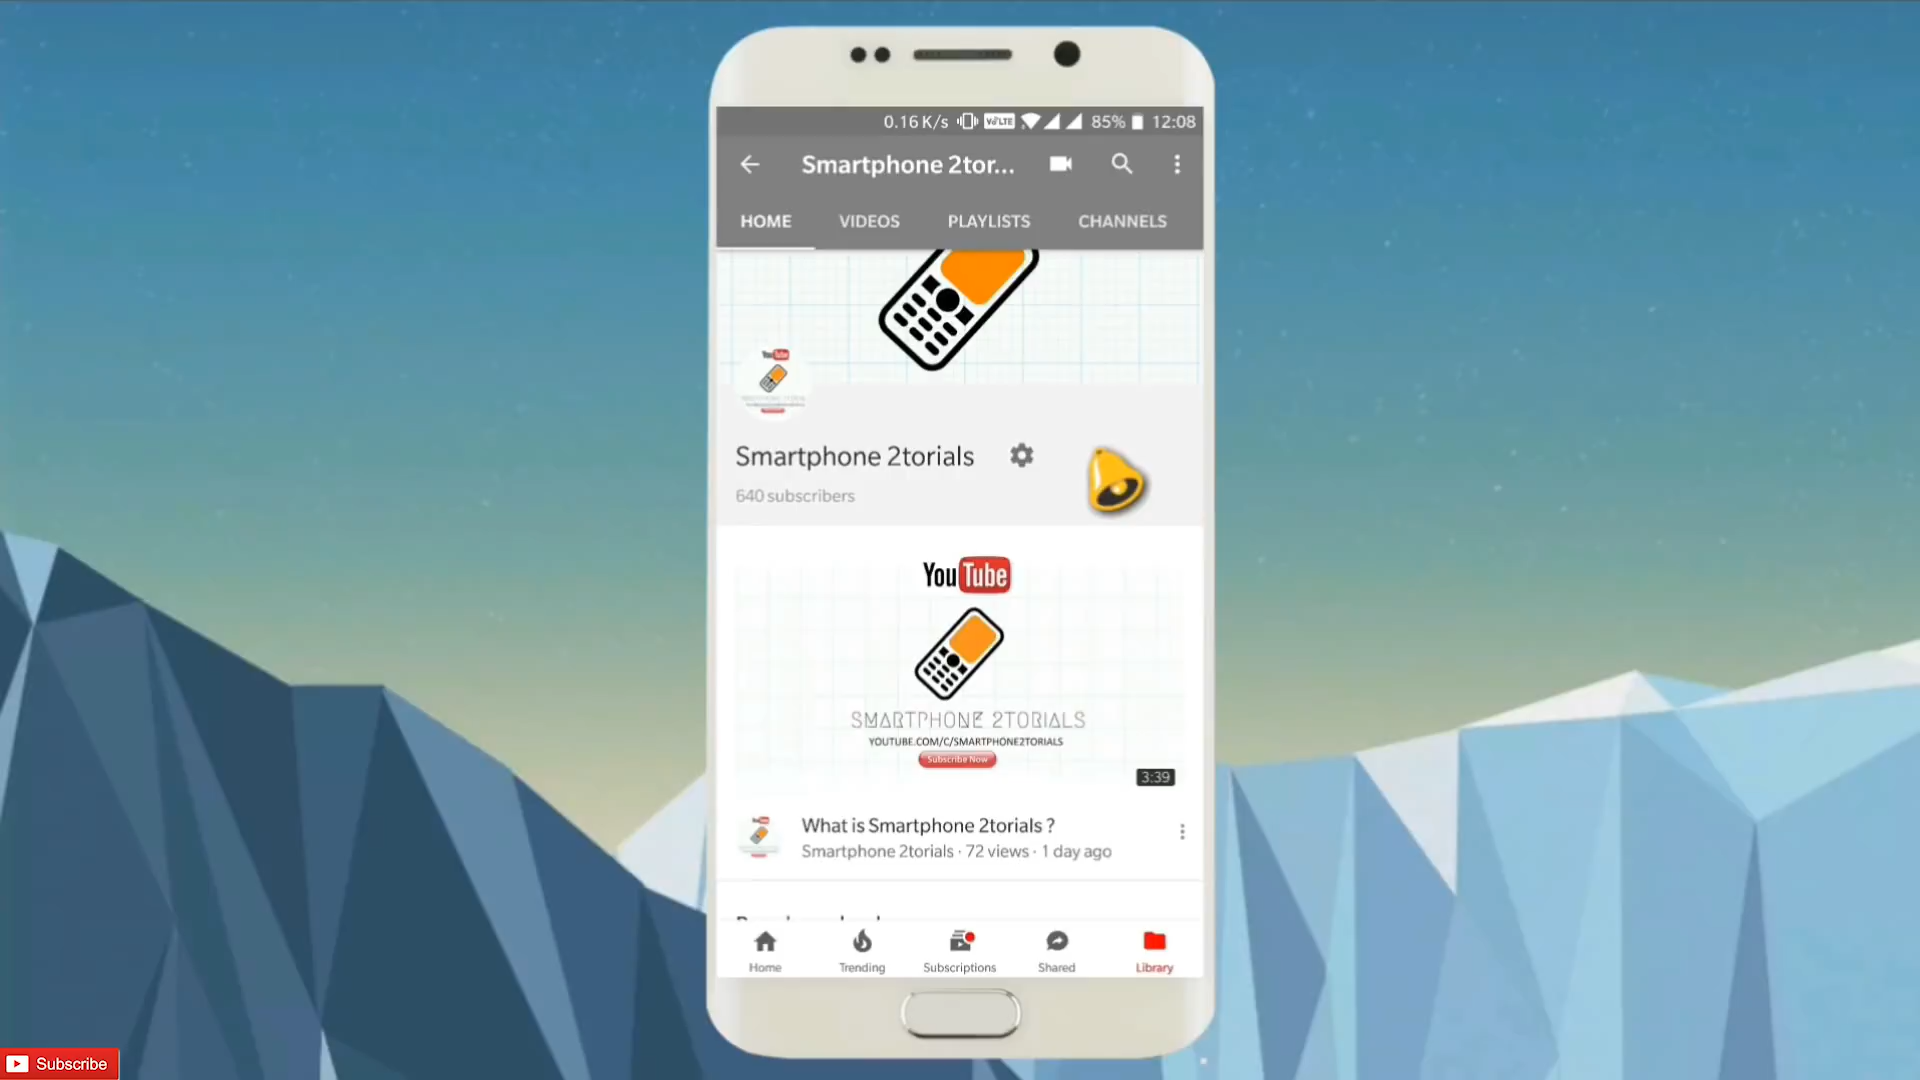 0.16 K/s VoLTE 85% 12:08
Smartphone 2tor...
HOME VIDEOS PLAYLISTS CHANNELS
YouTube
Smartphone 2torials
640 subscribers
YouTube
SMARTPHONE 2TORIALS
YOUTUBE.COM/C/SMARTPHONE2TORIALS
Subscribe Now
3:39
What is Smartphone 2torials ?
Smartphone 2torials · 72 views · 1 day ago
Home Trending Subscriptions Shared Library
Subscribe